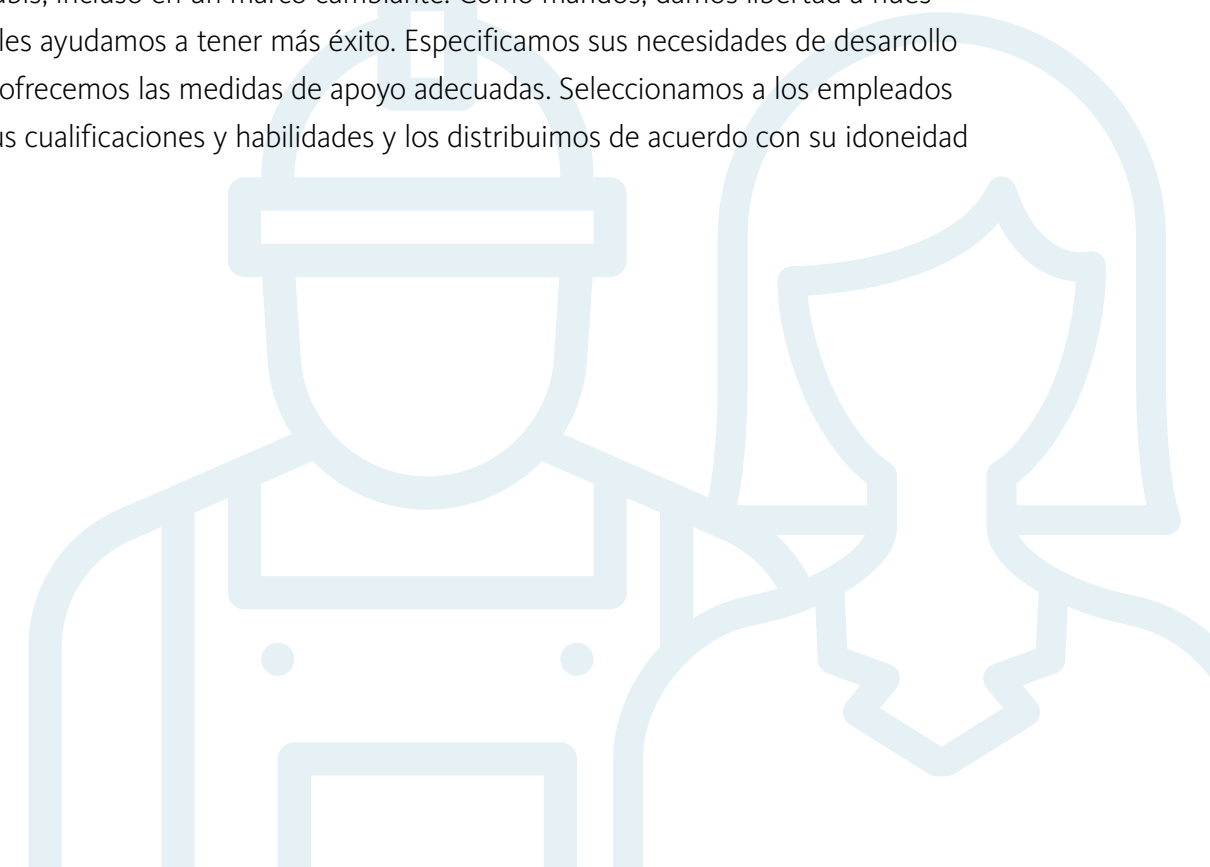 incluso en un marco cambiante. Como mandos, damos libertad a nues
les ayudamos a tener más éxito. Especificamos sus necesidades de desarrollo
ofrecemos las medidas de apoyo adecuadas. Seleccionamos a los empleados
cualificaciones y habilidades y los distribuimos de acuerdo con su idoneidad